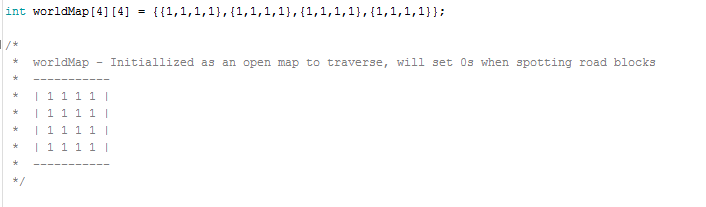 int worldMap[4][4] = {{1,1,1,1},{1,1,1,1},{1,1,1,1},{1,1,1,1}};
/*
* worldMap - Initiallized as an open map to traverse, will set 0s when spotting road blocks
* -----------
* | 1 1 1 1 |
* | 1 1 1 1 |
* | 1 1 1 1 |
* | 1 1 1 1 |
* -----------
*/